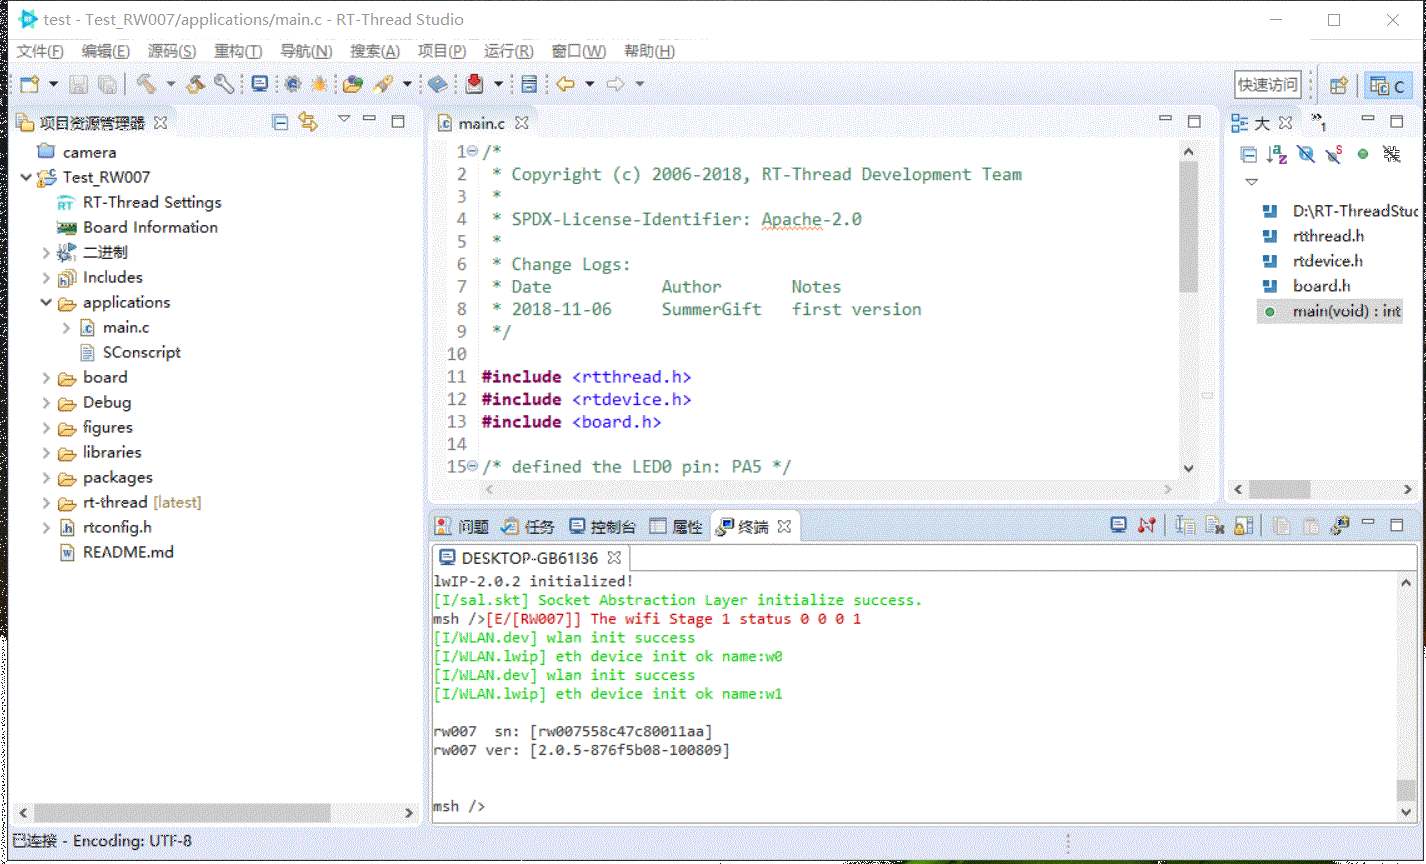 test - Test_RW007/applications/main.c - RT-Thread Studio
文件(F) 编辑(E) 源码(S) 重构(T) 导航(N) 搜索(A) 项目(P) 运行(R) 窗口(W) 帮助(H)
快速访问
C
项目资源管理器
camera
Test_RW007
RT-Thread Settings
Board Information
二进制
Includes
applications
main.c
SConscript
board
Debug
figures
libraries
packages
rt-thread [latest]
rtconfig.h
README.md
main.c
1 /*
2 * Copyright (c) 2006-2018, RT-Thread Development Team
3 *
4 * SPDX-License-Identifier: Apache-2.0
5 *
6 * Change Logs:
7 * Date Author Notes
8 * 2018-11-06 SummerGift first version
9 */
10
11 #include <rtthread.h>
12 #include <rtdevice.h>
13 #include <board.h>
14
15 /* defined the LED0 pin: PA5 */
大
1
D:\RT-ThreadStuc
rtthread.h
rtdevice.h
board.h
main(void) : int
问题 任务 控制台 属性 终端
DESKTOP-GB61I36
lwIP-2.0.2 initialized!
[I/sal.skt] Socket Abstraction Layer initialize success.
msh />[E/[RW007]] The wifi Stage 1 status 0 0 0 1
[I/WLAN.dev] wlan init success
[I/WLAN.lwip] eth device init ok name:w0
[I/WLAN.dev] wlan init success
[I/WLAN.lwip] eth device init ok name:w1
rw007 sn: [rw007558c47c80011aa]
rw007 ver: [2.0.5-876f5b08-100809]
msh />
已连接 - Encoding: UTF-8